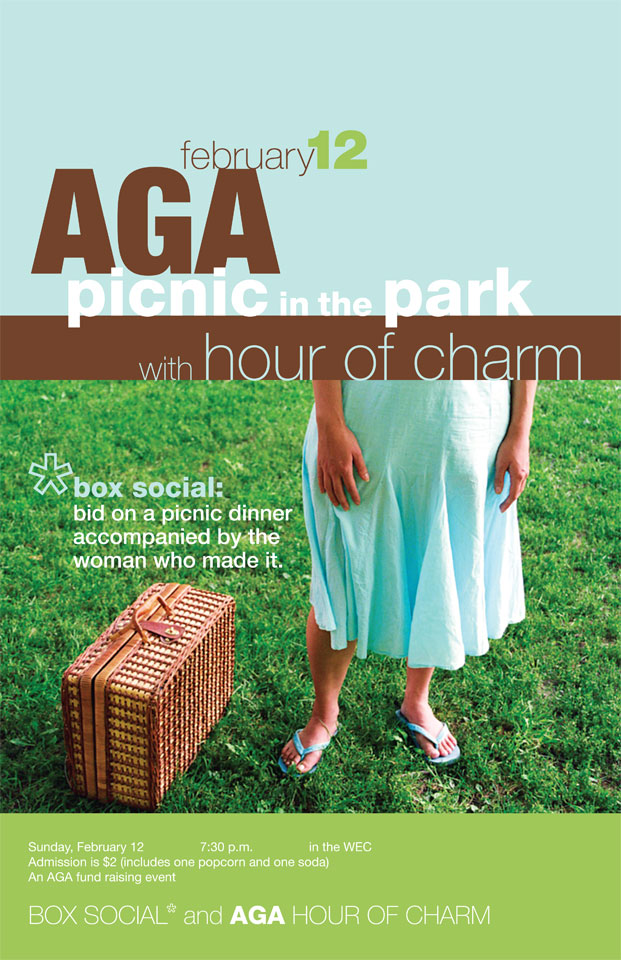 february12
AGA
picnic in the park
with hour of charm
*box social:
bid on a picnic dinner
accompanied by the
woman who made it.
Sunday, February 12 7:30 p.m. in the WEC
Admission is $2 (includes one popcorn and one soda)
An AGA fund raising event
BOX SOCIAL* and AGA HOUR OF CHARM